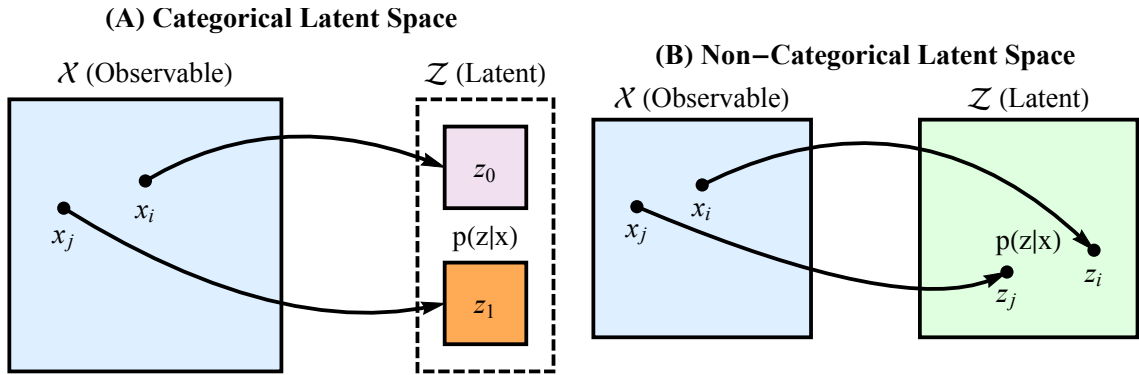 (A) Categorical Latent Space
𝒳 (Observable)
𝒵 (Latent)
z₀
xᵢ
xⱼ
p(z|x)
z₁
(B) Non−Categorical Latent Space
𝒳 (Observable)
𝒵 (Latent)
xᵢ
xⱼ
p(z|x)
zᵢ
zⱼ